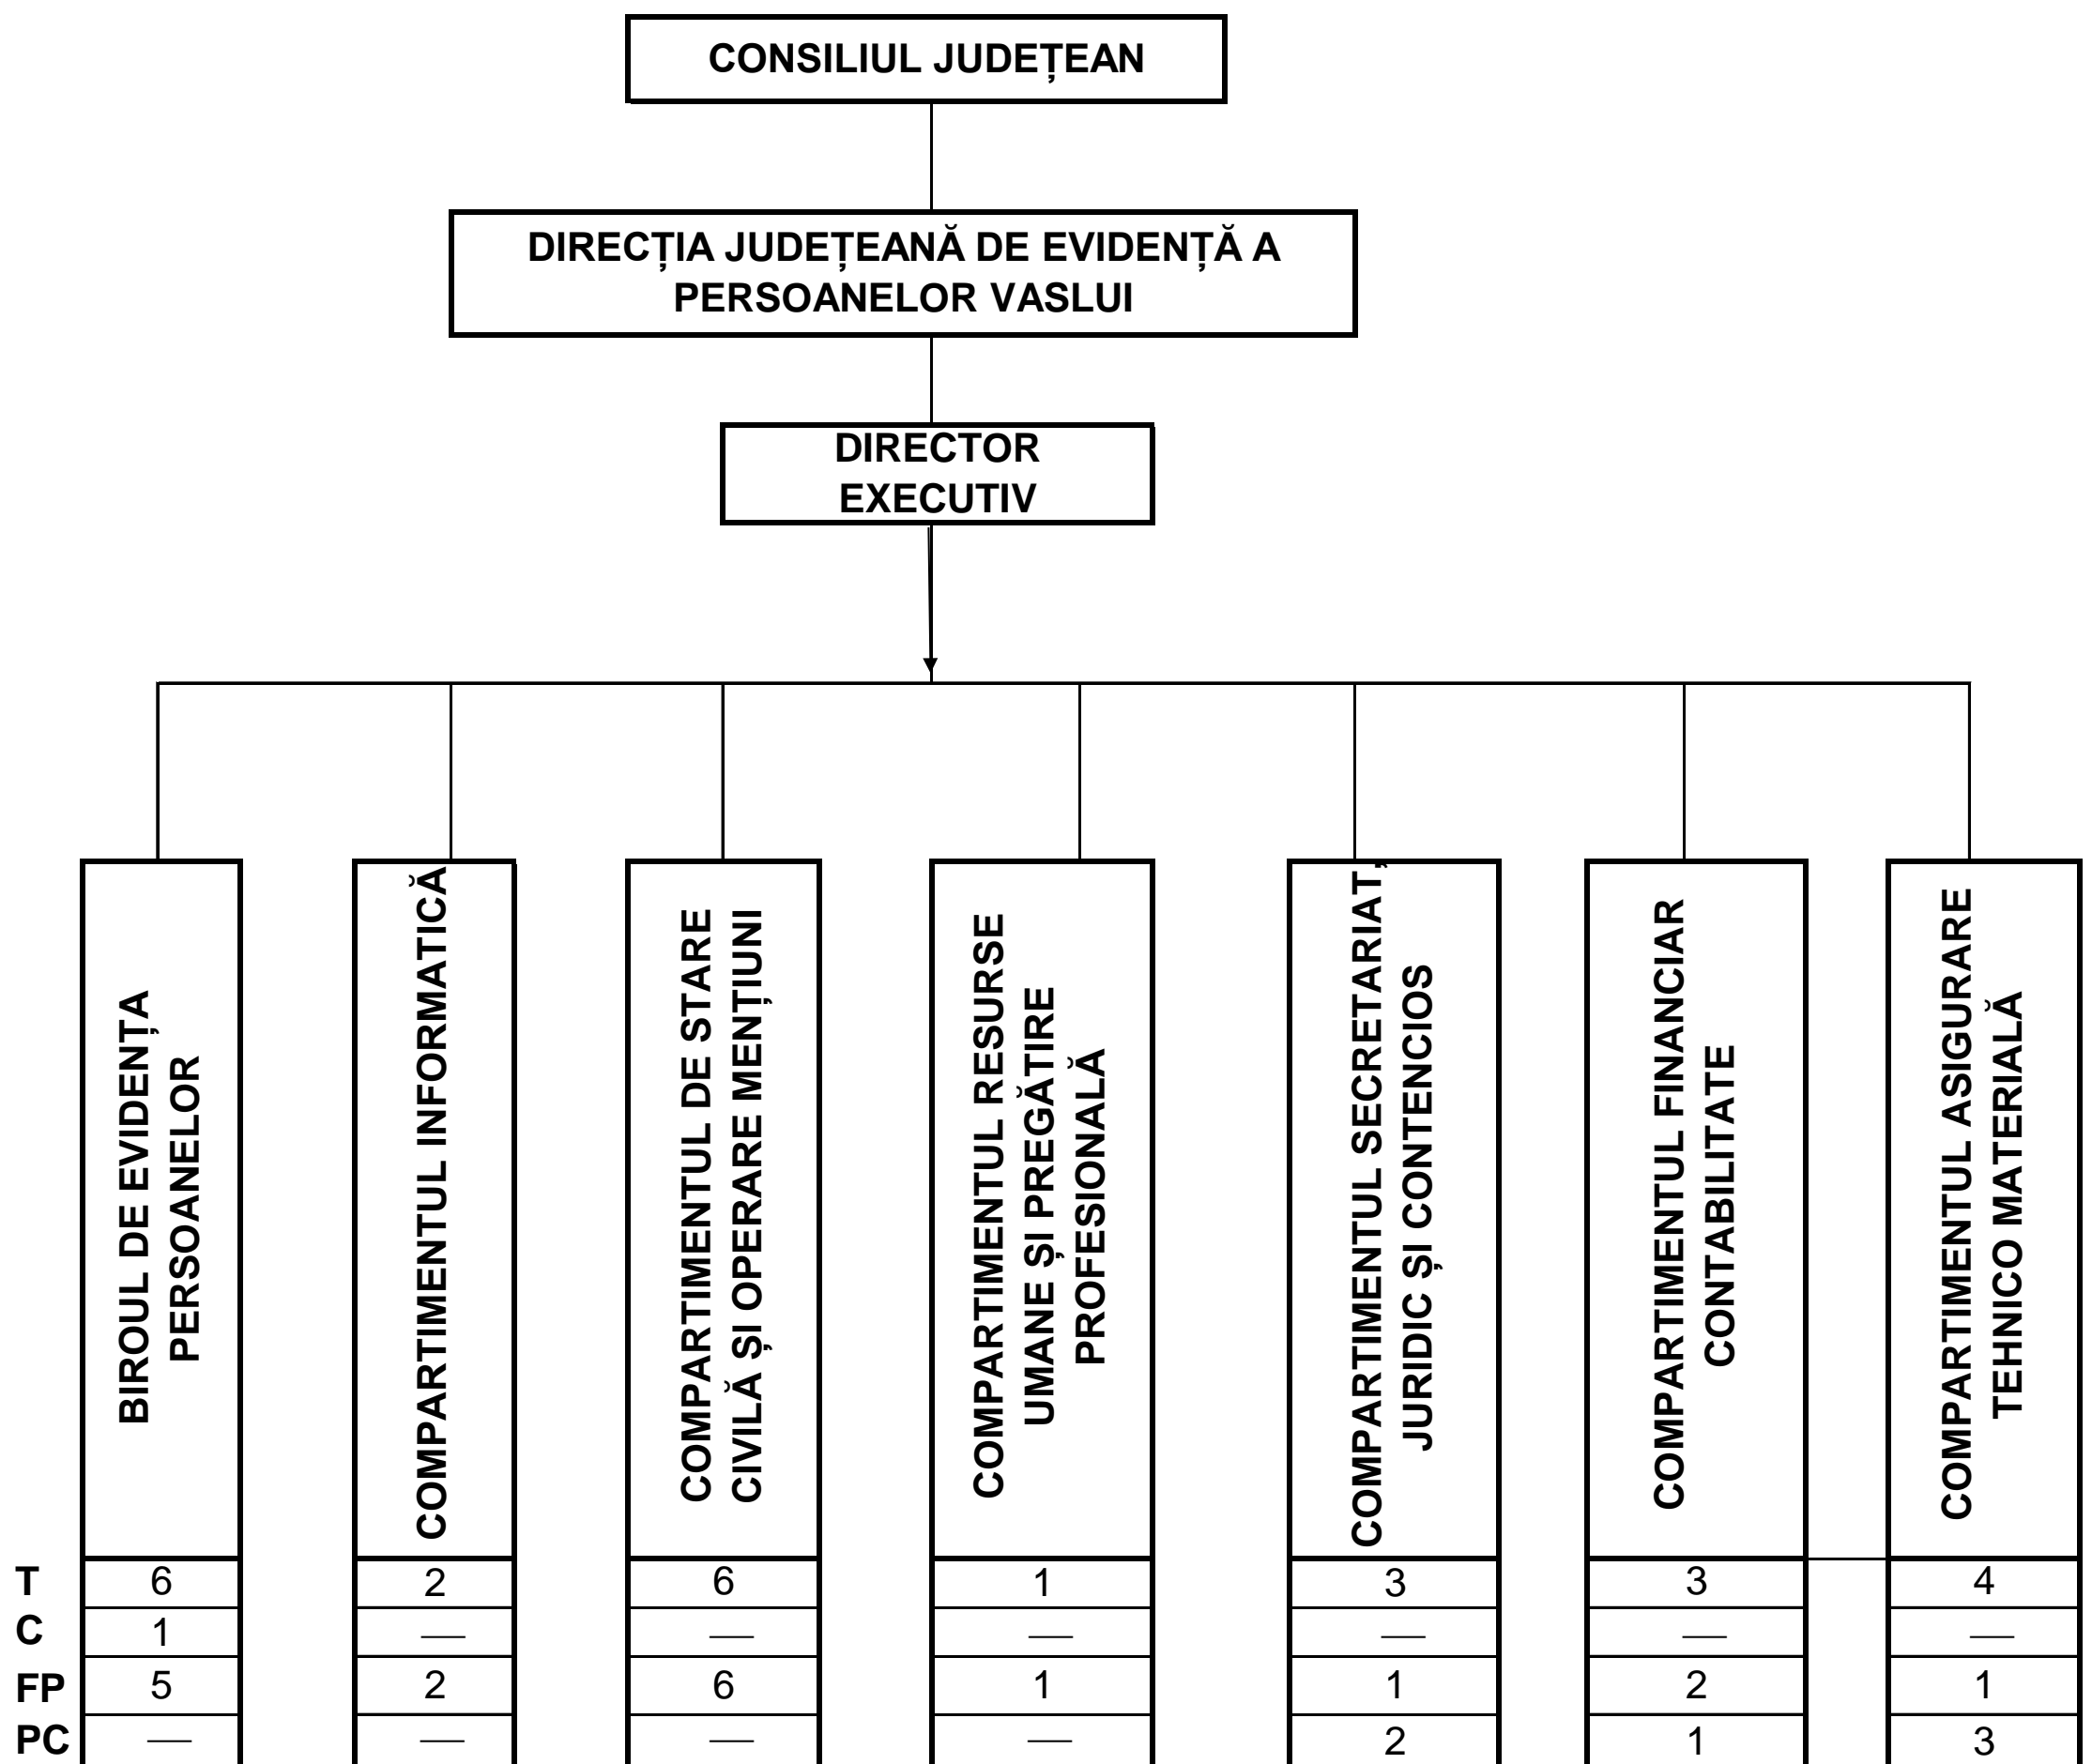 CONSILIUL JUDEȚEAN
DIRECȚIA JUDEȚEANĂ DE EVIDENȚĂ A
PERSOANELOR VASLUI
DIRECTOR
EXECUTIV
BIROUL DE EVIDENȚA
PERSOANELOR
COMPARTIMENTUL INFORMATICĂ
COMPARTIMENTUL DE STARE
CIVILĂ ȘI OPERARE MENȚIUNI
COMPARTIMENTUL RESURSE
UMANE ȘI PREGĂTIRE
PROFESIONALĂ
COMPARTIMENTUL SECRETARIAT,
JURIDIC ȘI CONTENCIOS
COMPARTIMENTUL FINANCIAR
CONTABILITATE
COMPARTIMENTUL ASIGURARE
TEHNICO MATERIALĂ
T 6 2 6 1 3 3 4
C 1 — — — — — —
FP 5 2 6 1 1 2 1
PC — — — — 2 1 3